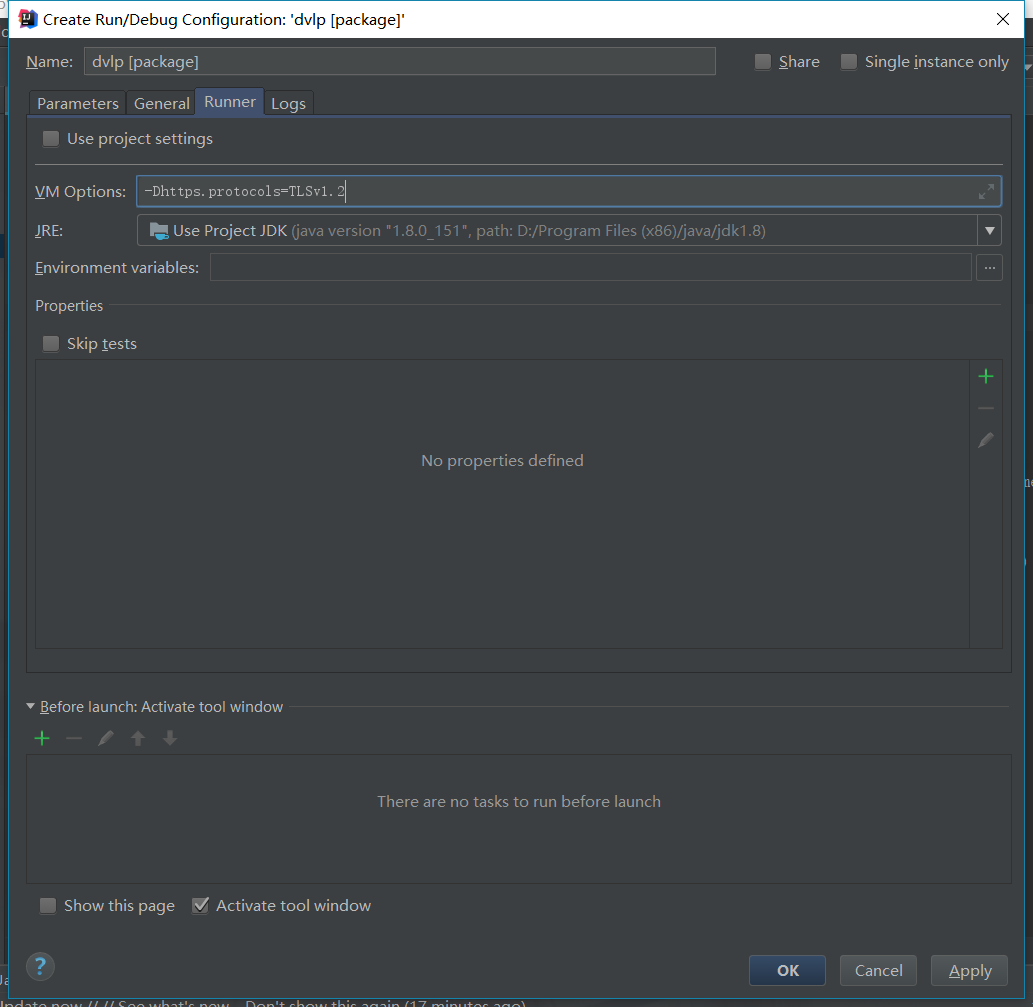 Create Run/Debug Configuration: 'dvlp [package]'
Name: dvlp [package] Share Single instance only
Parameters General Runner Logs
Use project settings
VM Options: -Dhttps.protocols=TLSv1.2
JRE: Use Project JDK (java version "1.8.0_151", path: D:/Program Files (x86)/java/jdk1.8)
Environment variables: ...
Properties
Skip tests
No properties defined
Before launch: Activate tool window
There are no tasks to run before launch
Show this page Activate tool window
? OK Cancel Apply
Update now // // See what's new... Don't show this again (17 minutes ago)